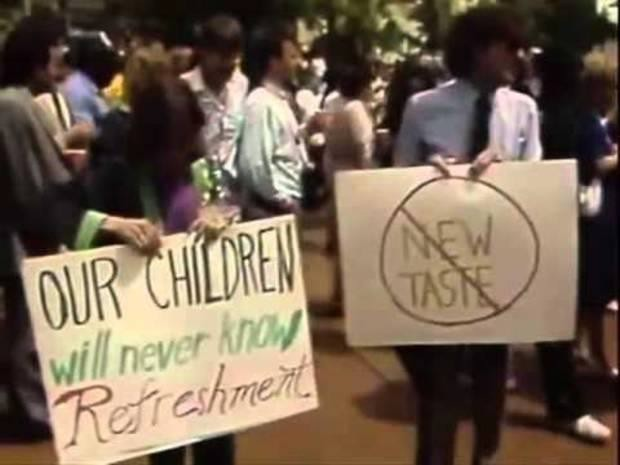 OUR CHILDREN
will never know
Refreshment
NEW
TASTE